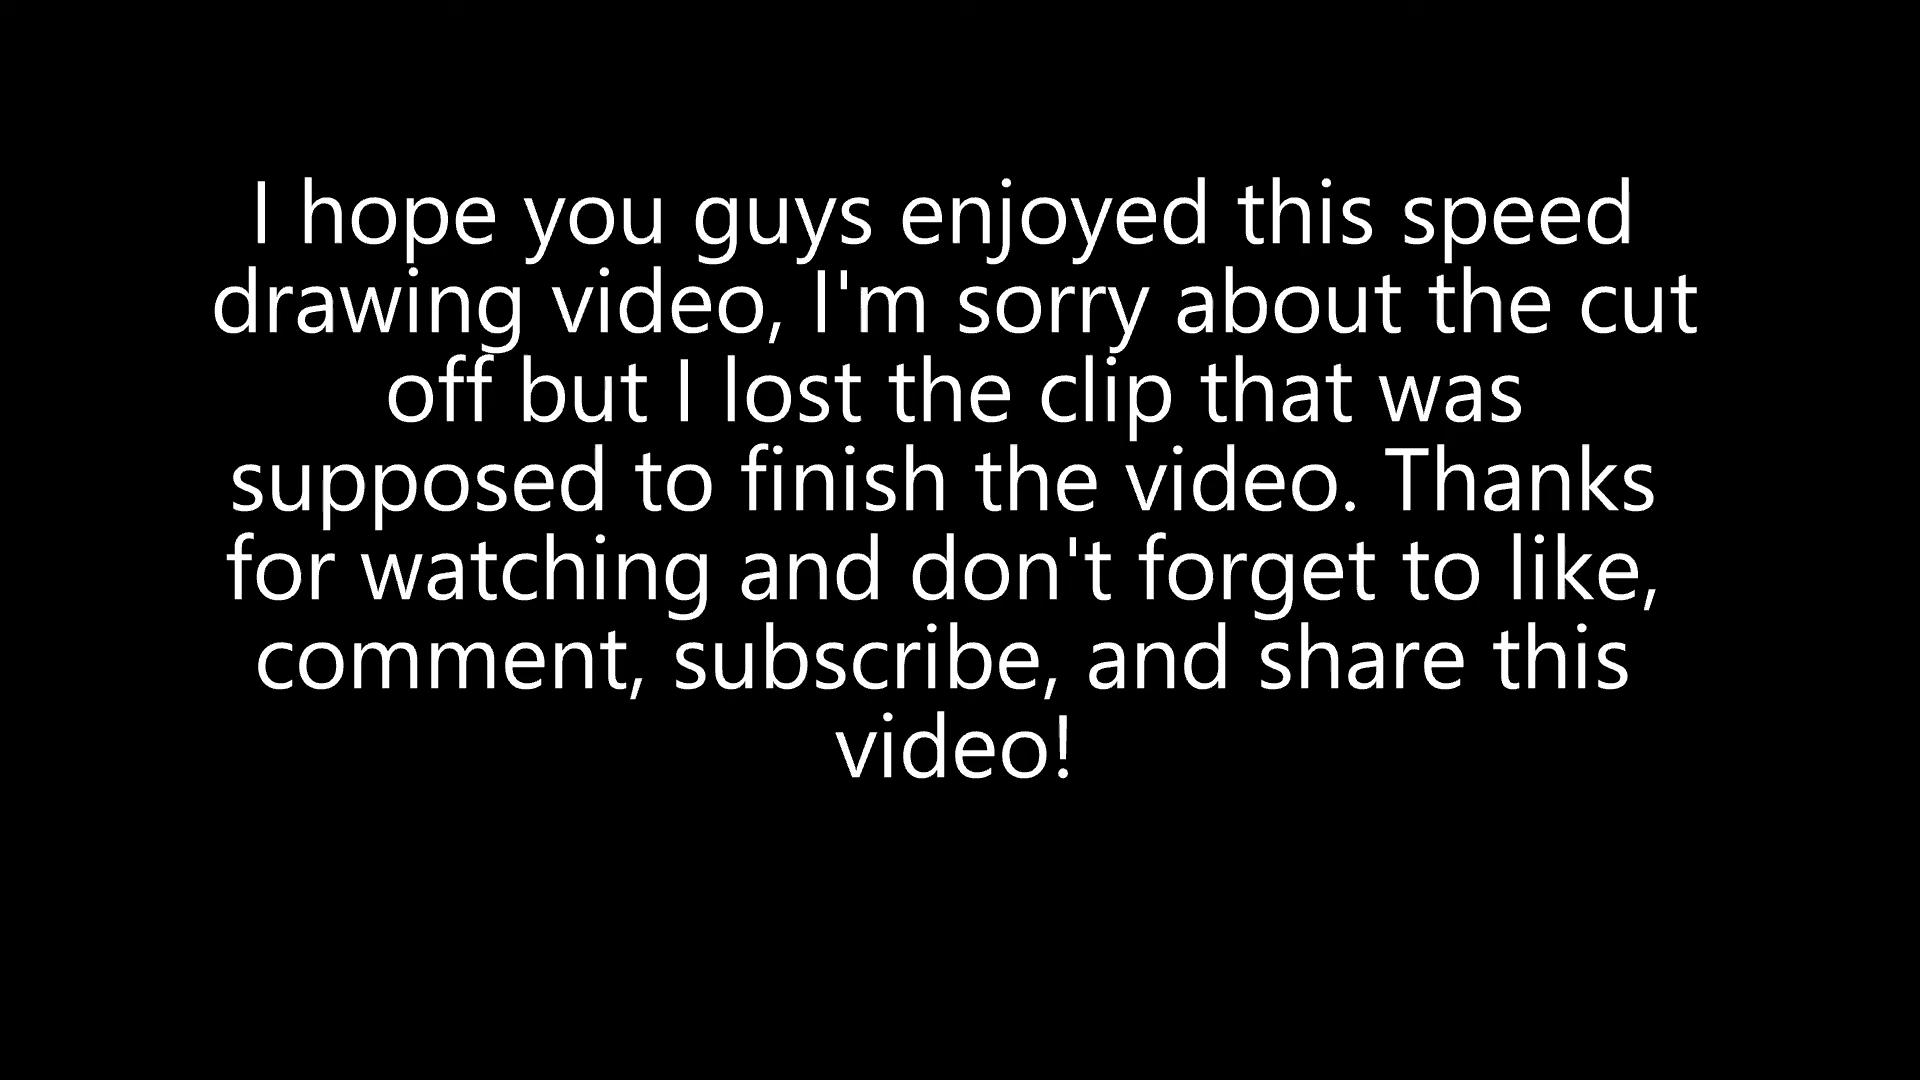 I hope you guys enjoyed this speed
drawing video, I'm sorry about the cut
off but I lost the clip that was
supposed to finish the video. Thanks
for watching and don't forget to like,
comment, subscribe, and share this
video!